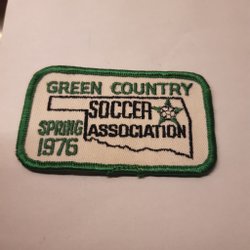 GREEN COUNTRY
SOCCER
SPRING ASSOCIATION
1976